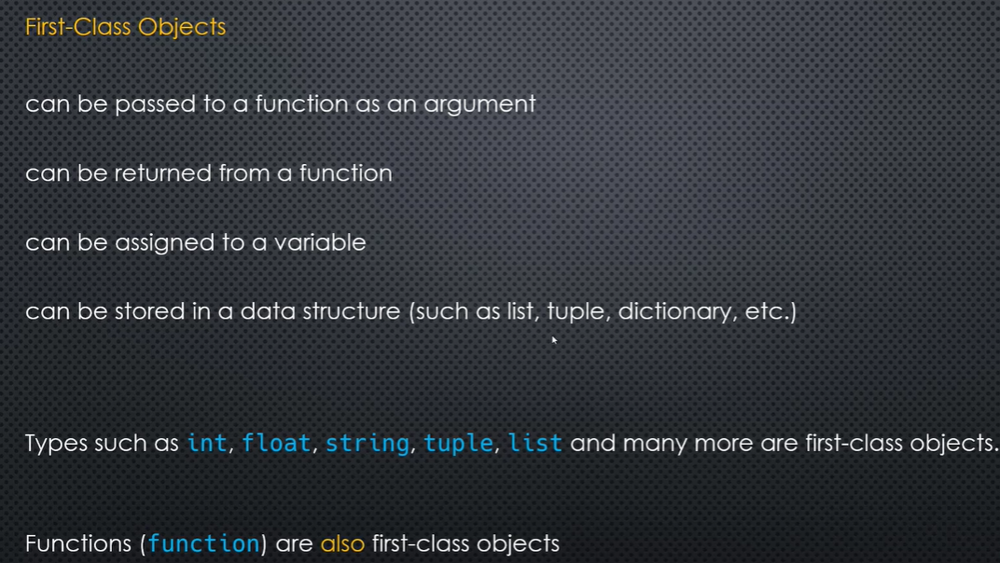 First-Class Objects
can be passed to a function as an argument
can be returned from a function
can be assigned to a variable
can be stored in a data structure (such as list, tuple, dictionary, etc.)
Types such as int, float, string, tuple, list and many more are first-class objects.
Functions (function) are also first-class objects